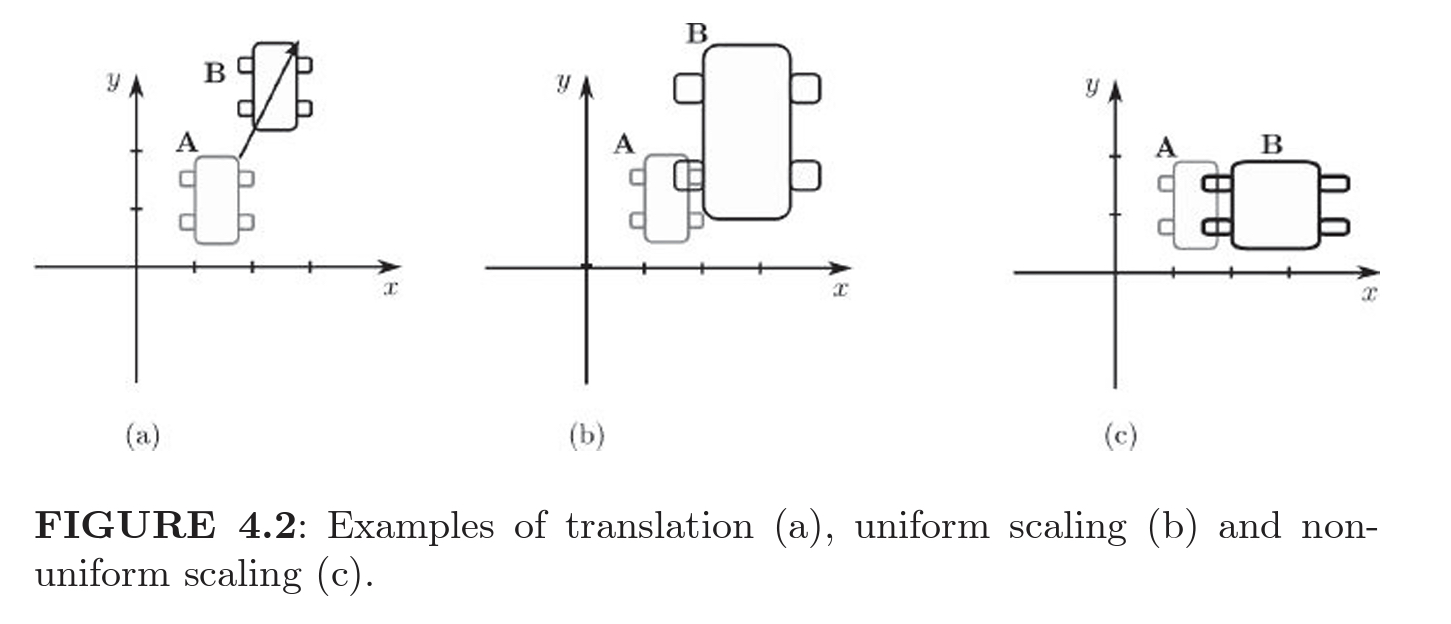 B
y
A
x
(a)
B
y
A
x
(b)
y
A
B
x
(c)
FIGURE 4.2: Examples of translation (a), uniform scaling (b) and non-
uniform scaling (c).